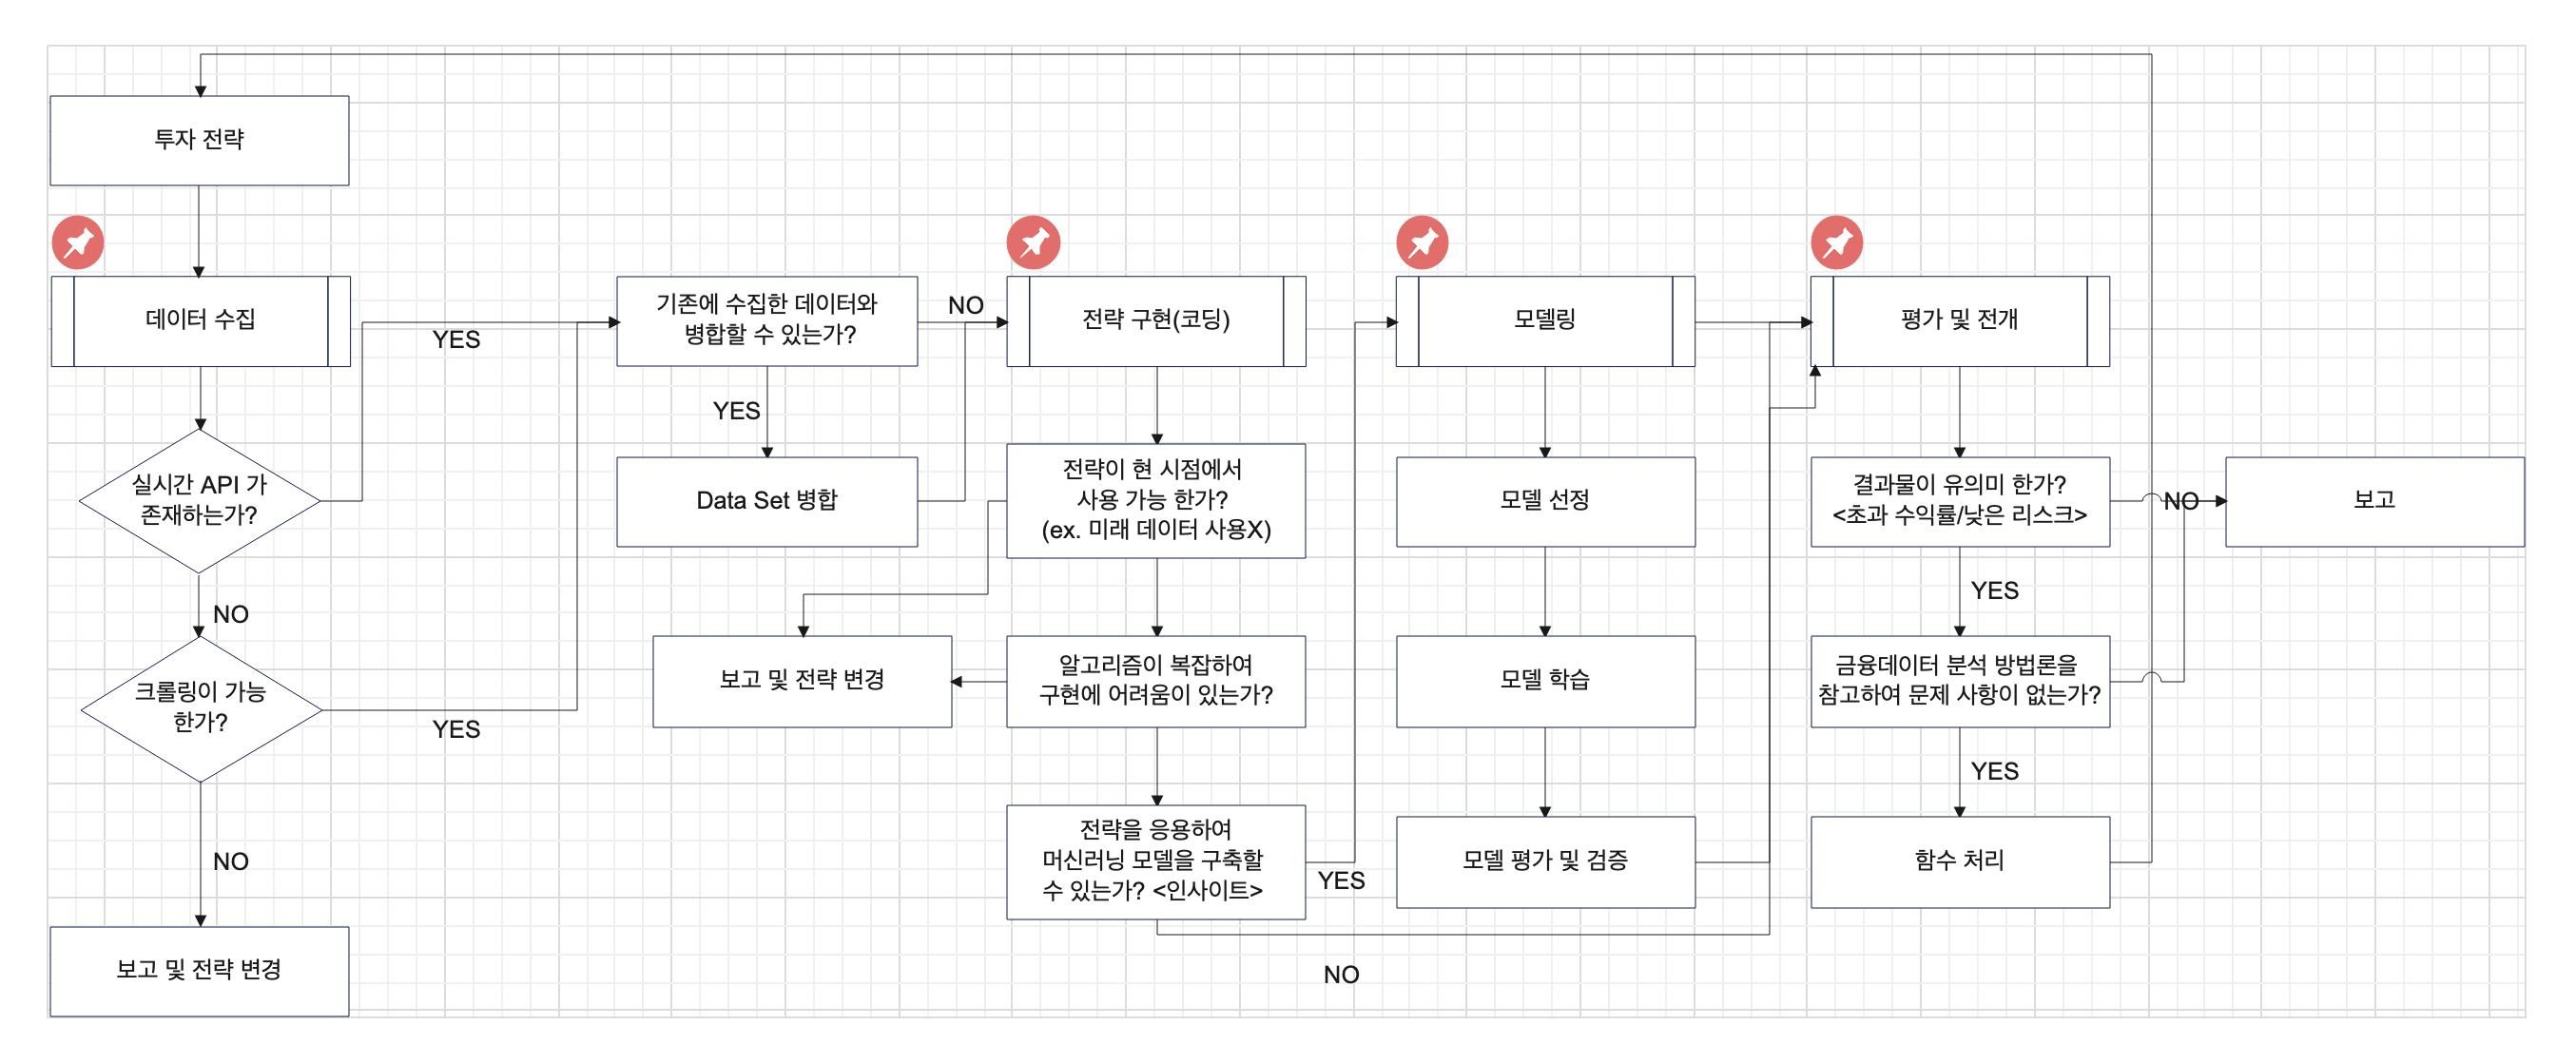 투자 전략
데이터 수집
YES
실시간 API 가
존재하는가?
NO
크롤링이 가능
한가?
YES
NO
보고 및 전략 변경
기존에 수집한 데이터와
병합할 수 있는가?
NO
YES
Data Set 병합
보고 및 전략 변경
전략 구현(코딩)
전략이 현 시점에서
사용 가능 한가?
(ex. 미래 데이터 사용X)
알고리즘이 복잡하여
구현에 어려움이 있는가?
전략을 응용하여
머신러닝 모델을 구축할
수 있는가? <인사이트>
YES
NO
모델링
모델 선정
모델 학습
모델 평가 및 검증
평가 및 전개
결과물이 유의미 한가?
<초과 수익률/낮은 리스크>
NO
보고
YES
금융데이터 분석 방법론을
참고하여 문제 사항이 없는가?
YES
함수 처리